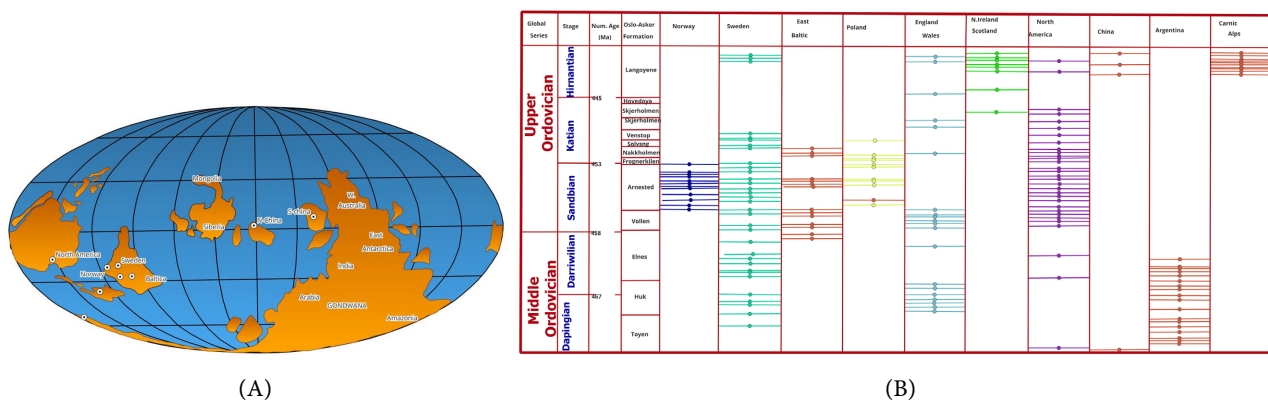 Mongolia
W.
Australia
S-china
N-China
Siberia
East
Antarctica
North America
Sweden
Norway
Baltica
India
Arabia
GONDWANA
Amazonia
(A)
Global
Series
Stage
Num. Age
(Ma)
Oslo-Asker
Formation
Norway
Sweden
East
Baltic
Poland
England
Wales
N.Ireland
Scotland
North
America
China
Argentina
Carnic
Alps
Upper
Ordovician
Middle
Ordovician
Hirnantian
Katian
Sandbian
Darriwilian
Dapingian
445
453
458
467
Langoyene
Hovedoya
Skjerholmen
Skjerholmen
Venstop
Solvsng
Nakkholmen
Frognerkilen
Arnested
Vollen
Elnes
Huk
Toyen
(B)